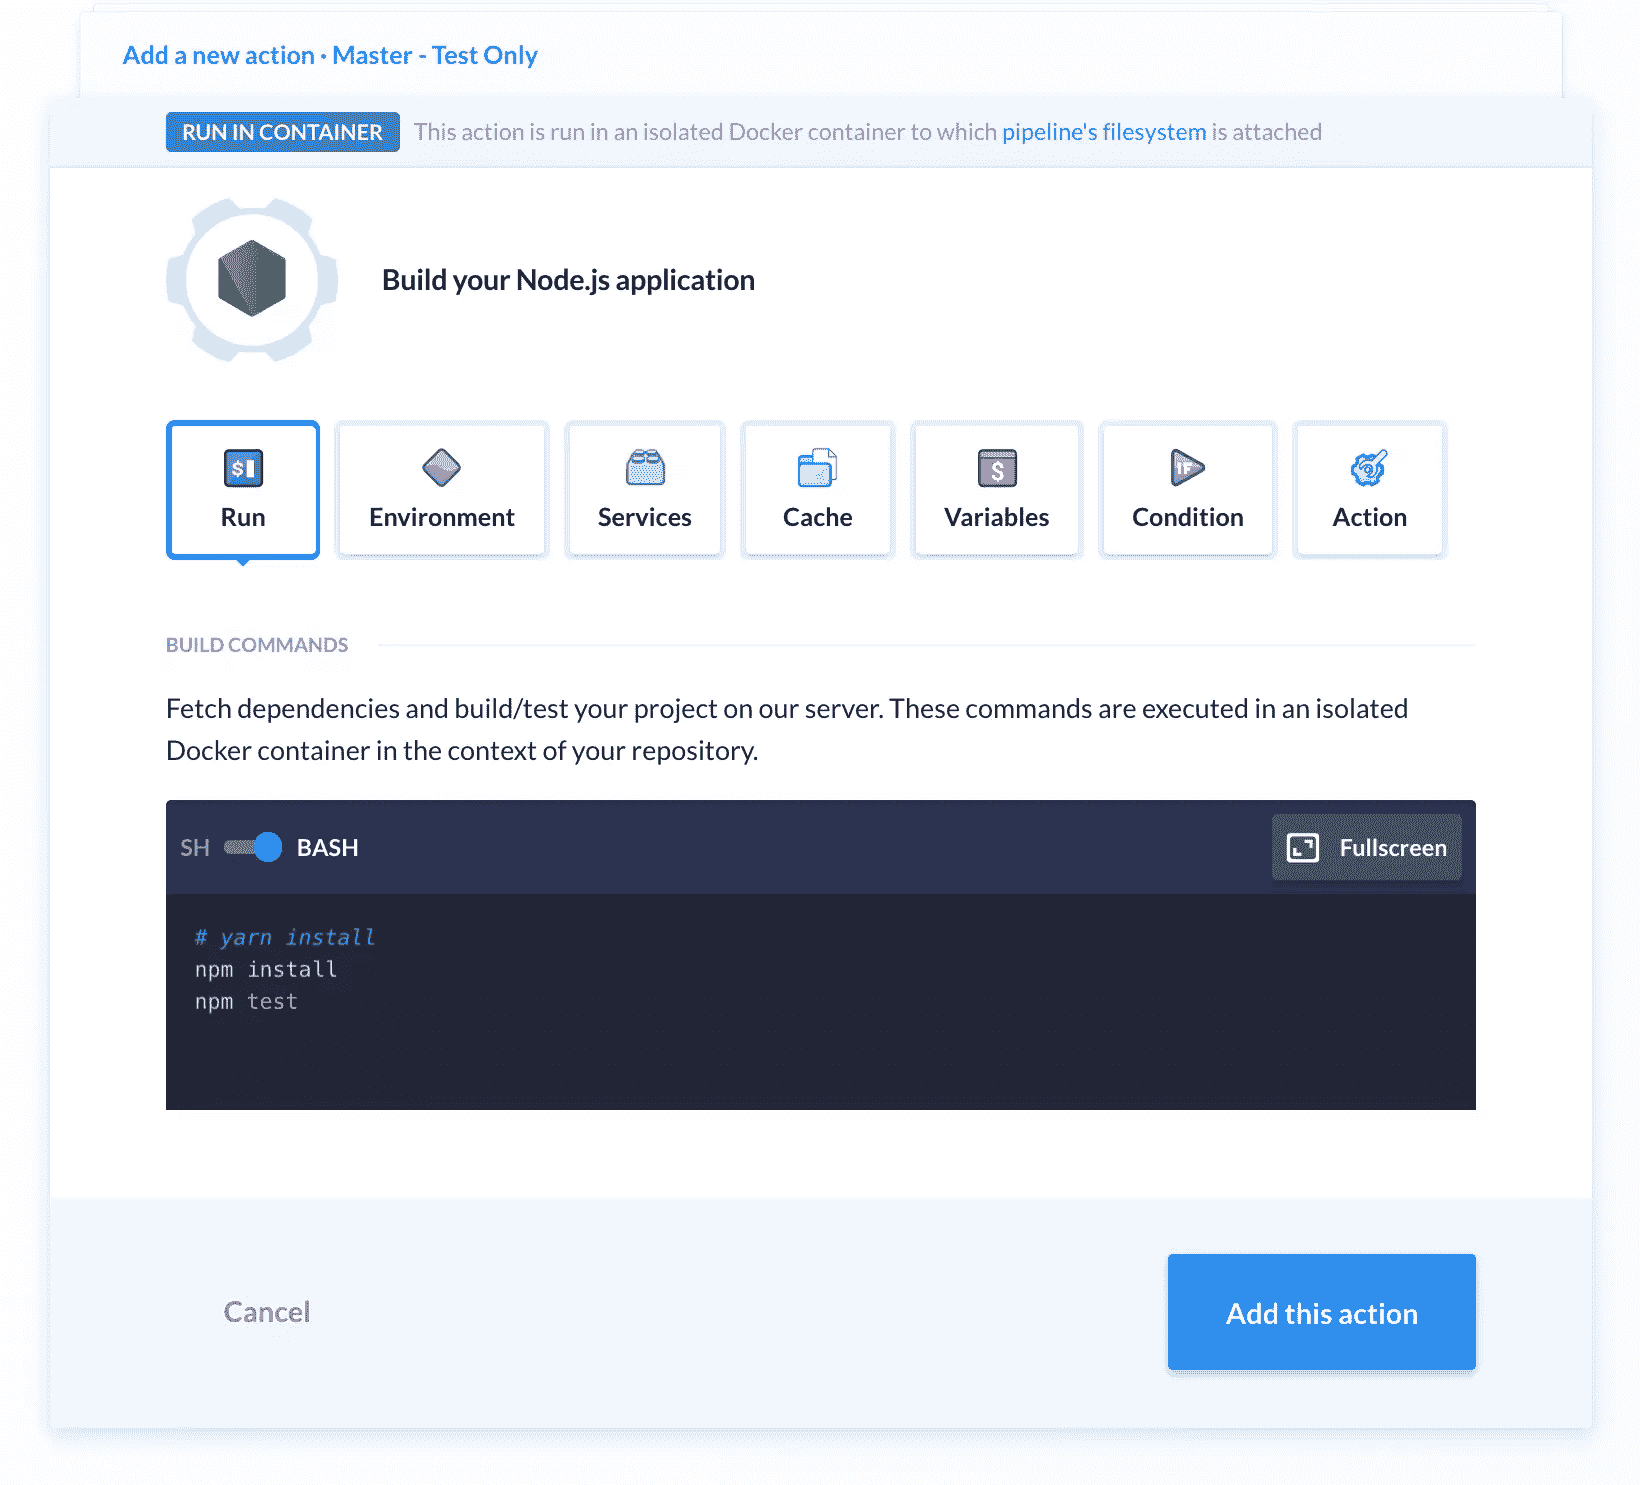 Add a new action · Master - Test Only
RUN IN CONTAINER This action is run in an isolated Docker container to which pipeline's filesystem is attached
Build your Node.js application
$ IF $
Run Environment Services Cache Variables Condition Action
BUILD COMMANDS
Fetch dependencies and build/test your project on our server. These commands are executed in an isolated
Docker container in the context of your repository.
SH BASH Fullscreen
# yarn install
npm install
npm test
Cancel Add this action